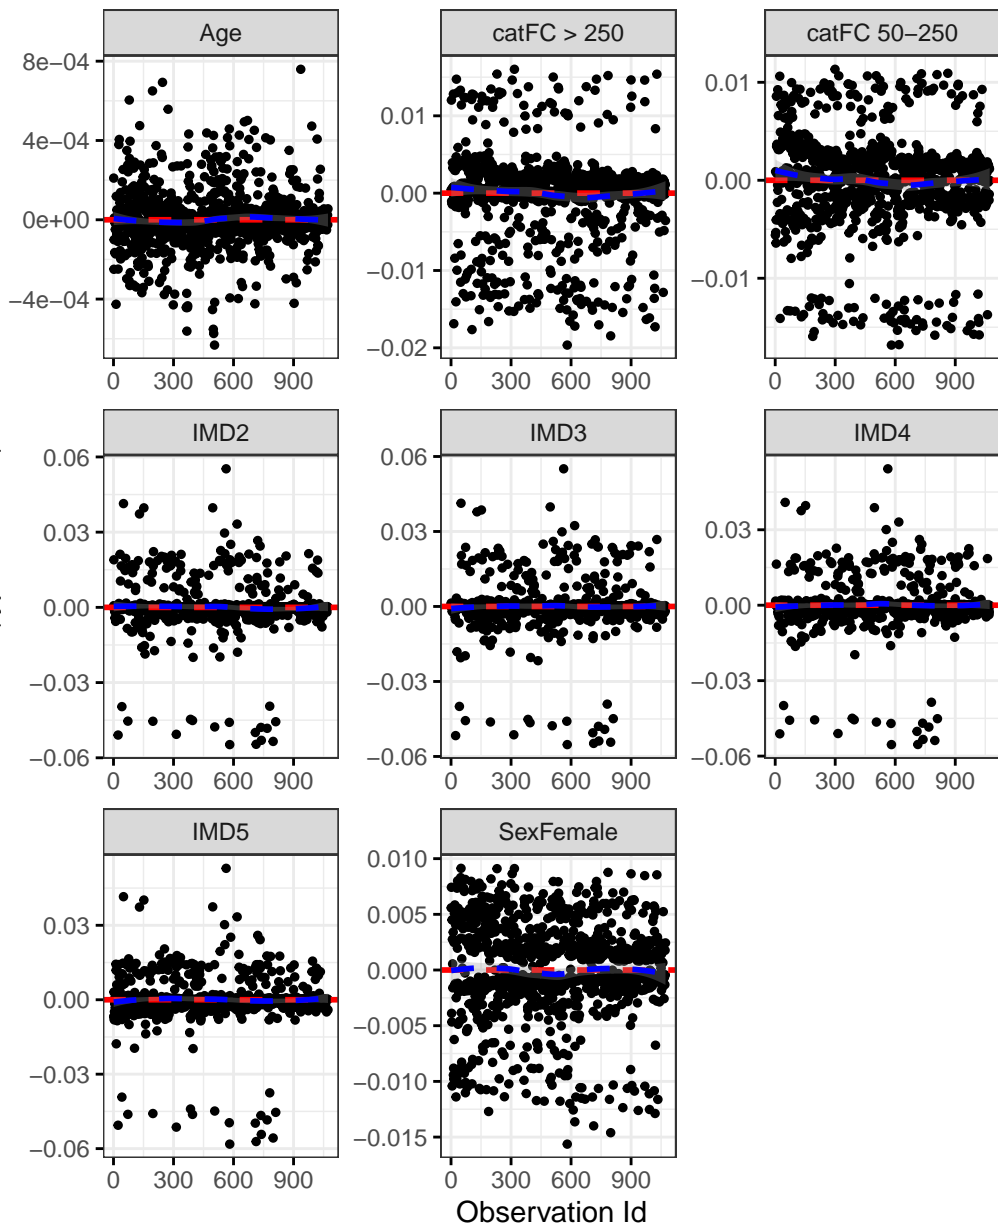 Age
catFC > 250
catFC 50−250
8e−04
4e−04
0e+00
−4e−04
0.01
0.00
−0.01
−0.02
0.01
0.00
−0.01
0 300 600 900
0 300 600 900
0 300 600 900
IMD2
IMD3
IMD4
0.06
0.03
0.00
−0.03
−0.06
0.06
0.03
0.00
−0.03
−0.06
0.03
0.00
−0.03
−0.06
0 300 600 900
0 300 600 900
0 300 600 900
IMD5
SexFemale
0.03
0.00
−0.03
−0.06
0.010
0.005
0.000
−0.005
−0.010
−0.015
0 300 600 900
0 300 600 900
Observation Id